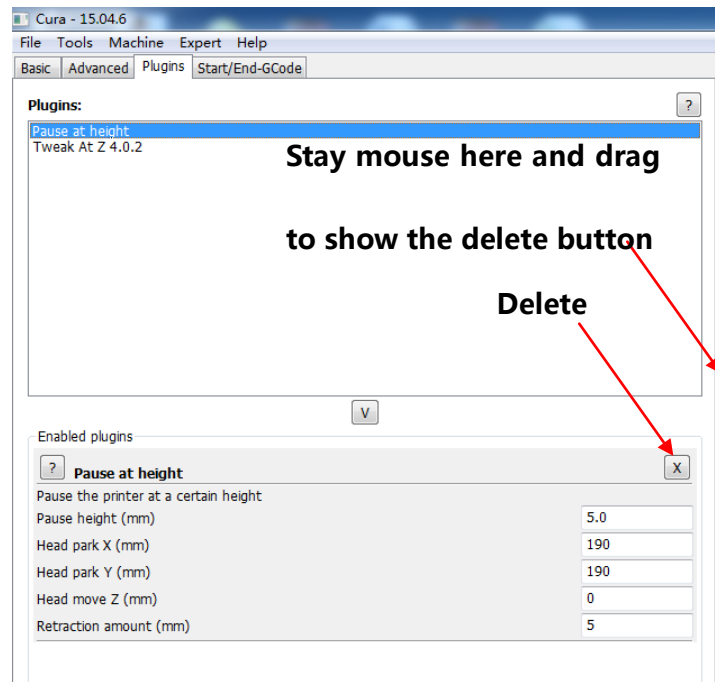 Cura - 15.04.6
File Tools Machine Expert Help
Basic Advanced Plugins Start/End-GCode
Plugins: ?
Pause at height
Tweak At Z 4.0.2
Stay mouse here and drag
to show the delete button
Delete
V
Enabled plugins
? Pause at height X
Pause the printer at a certain height
Pause height (mm) 5.0
Head park X (mm) 190
Head park Y (mm) 190
Head move Z (mm) 0
Retraction amount (mm) 5